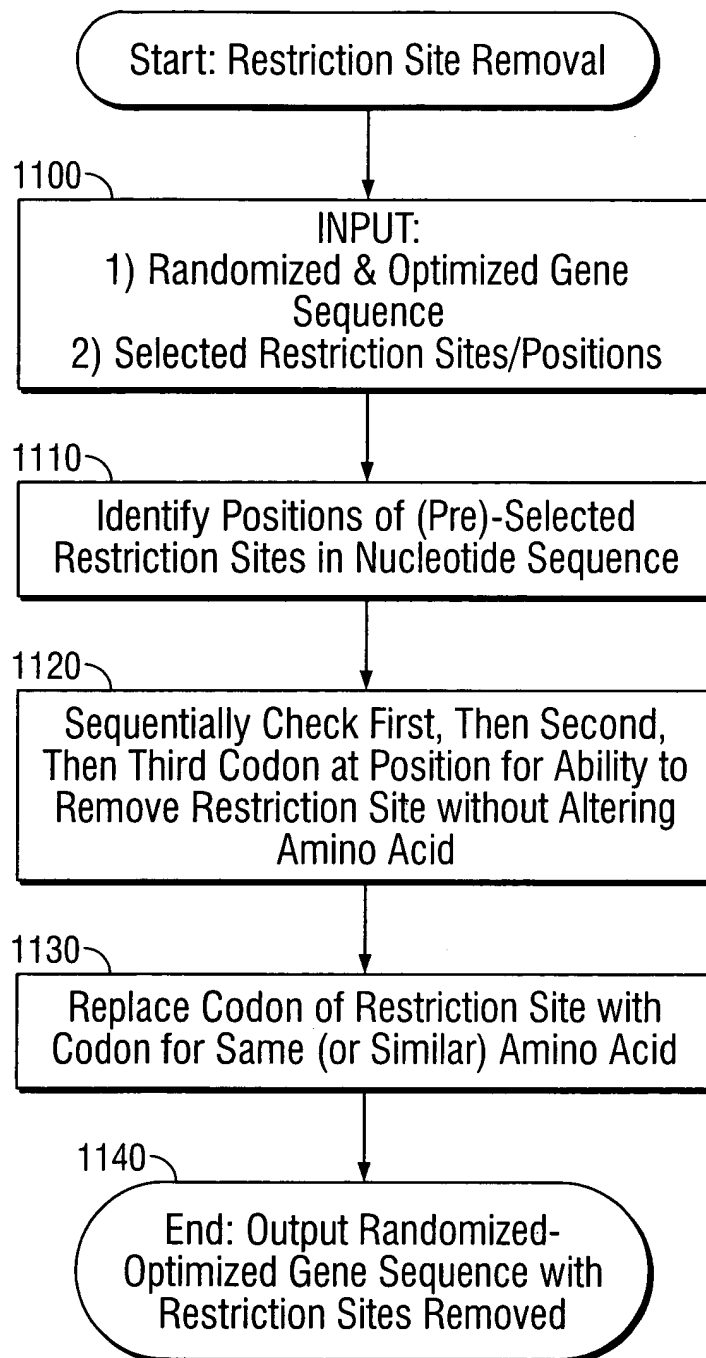 Start: Restriction Site Removal
1100
INPUT:
1) Randomized & Optimized Gene
Sequence
2) Selected Restriction Sites/Positions
1110
Identify Positions of (Pre)-Selected
Restriction Sites in Nucleotide Sequence
1120
Sequentially Check First, Then Second,
Then Third Codon at Position for Ability to
Remove Restriction Site without Altering
Amino Acid
1130
Replace Codon of Restriction Site with
Codon for Same (or Similar) Amino Acid
1140
End: Output Randomized-
Optimized Gene Sequence with
Restriction Sites Removed